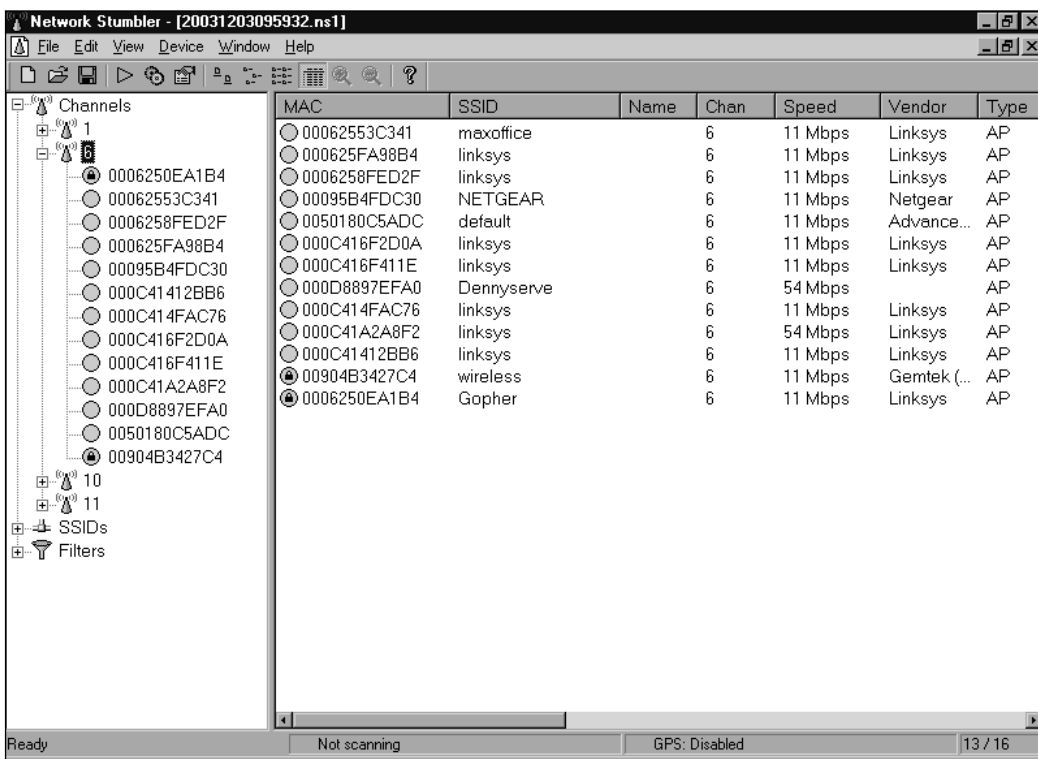 Network Stumbler - [20031203095932.ns1]
File Edit View Device Window Help
Channels
1
6
0006250EA1B4
00062553C341
0006258FED2F
000625FA98B4
00095B4FDC30
000C41412BB6
000C414FAC76
000C416F2D0A
000C416F411E
000C41A2A8F2
000D8897EFA0
0050180C5ADC
00904B3427C4
10
11
SSIDs
Filters
MAC SSID Name Chan Speed Vendor Type
00062553C341 maxoffice 6 11 Mbps Linksys AP
000625FA98B4 linksys 6 11 Mbps Linksys AP
0006258FED2F linksys 6 11 Mbps Linksys AP
00095B4FDC30 NETGEAR 6 11 Mbps Netgear AP
0050180C5ADC default 6 11 Mbps Advance... AP
000C416F2D0A linksys 6 11 Mbps Linksys AP
000C416F411E linksys 6 11 Mbps Linksys AP
000D8897EFA0 Dennyserve 6 54 Mbps AP
000C414FAC76 linksys 6 11 Mbps Linksys AP
000C41A2A8F2 linksys 6 54 Mbps Linksys AP
000C41412BB6 linksys 6 11 Mbps Linksys AP
00904B3427C4 wireless 6 11 Mbps Gemtek (... AP
0006250EA1B4 Gopher 6 11 Mbps Linksys AP
Ready Not scanning GPS: Disabled 13 / 16